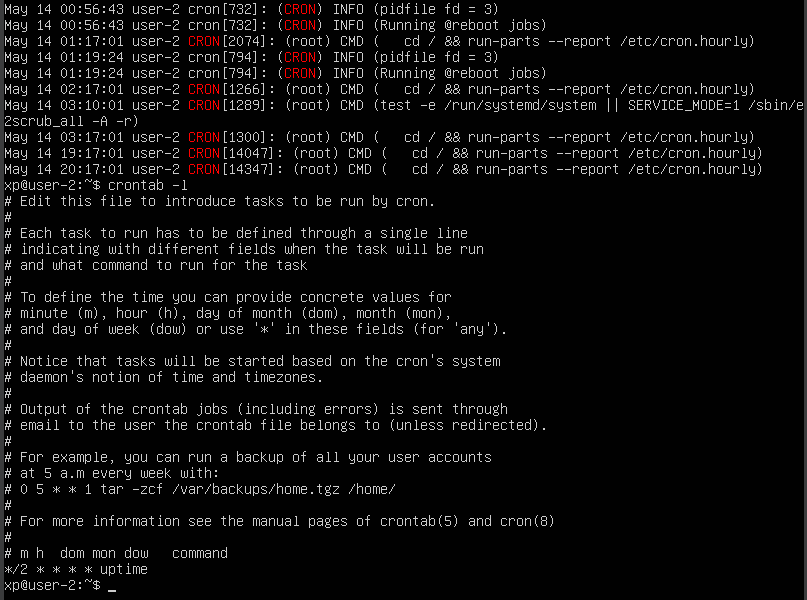 May 14 00:56:43 user-2 cron[732]: (CRON) INFO (pidfile fd = 3)
May 14 00:56:43 user-2 cron[732]: (CRON) INFO (Running @reboot jobs)
May 14 01:17:01 user-2 CRON[2074]: (root) CMD (   cd / && run-parts --report /etc/cron.hourly)
May 14 01:19:24 user-2 cron[794]: (CRON) INFO (pidfile fd = 3)
May 14 01:19:24 user-2 cron[794]: (CRON) INFO (Running @reboot jobs)
May 14 02:17:01 user-2 CRON[1266]: (root) CMD (   cd / && run-parts --report /etc/cron.hourly)
May 14 03:10:01 user-2 CRON[1289]: (root) CMD (test -e /run/systemd/system || SERVICE_MODE=1 /sbin/e
2scrub_all -A -r)
May 14 03:17:01 user-2 CRON[1300]: (root) CMD (   cd / && run-parts --report /etc/cron.hourly)
May 14 19:17:01 user-2 CRON[14047]: (root) CMD (   cd / && run-parts --report /etc/cron.hourly)
May 14 20:17:01 user-2 CRON[14347]: (root) CMD (   cd / && run-parts --report /etc/cron.hourly)
xp@user-2:~$ crontab -l
# Edit this file to introduce tasks to be run by cron.
#
# Each task to run has to be defined through a single line
# indicating with different fields when the task will be run
# and what command to run for the task
#
# To define the time you can provide concrete values for
# minute (m), hour (h), day of month (dom), month (mon),
# and day of week (dow) or use '*' in these fields (for 'any').
#
# Notice that tasks will be started based on the cron's system
# daemon's notion of time and timezones.
#
# Output of the crontab jobs (including errors) is sent through
# email to the user the crontab file belongs to (unless redirected).
#
# For example, you can run a backup of all your user accounts
# at 5 a.m every week with:
# 0 5 * * 1 tar -zcf /var/backups/home.tgz /home/
#
# For more information see the manual pages of crontab(5) and cron(8)
#
# m h  dom mon dow   command
*/2 * * * * uptime
xp@user-2:~$ _